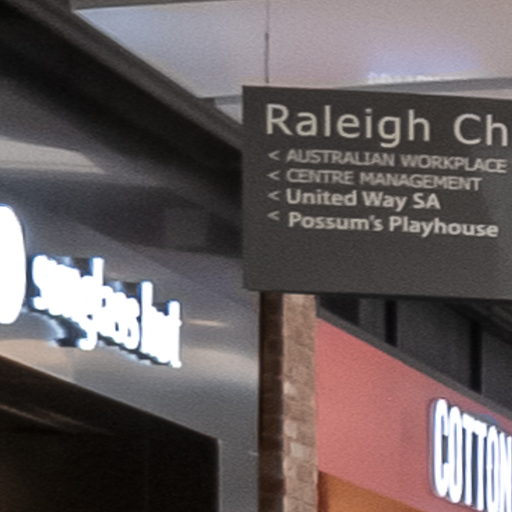 Raleigh Ch
< AUSTRALIAN WORKPLACE
< CENTRE MANAGEMENT
< United Way SA
< Possum's Playhouse
sunglass hut
COTTON